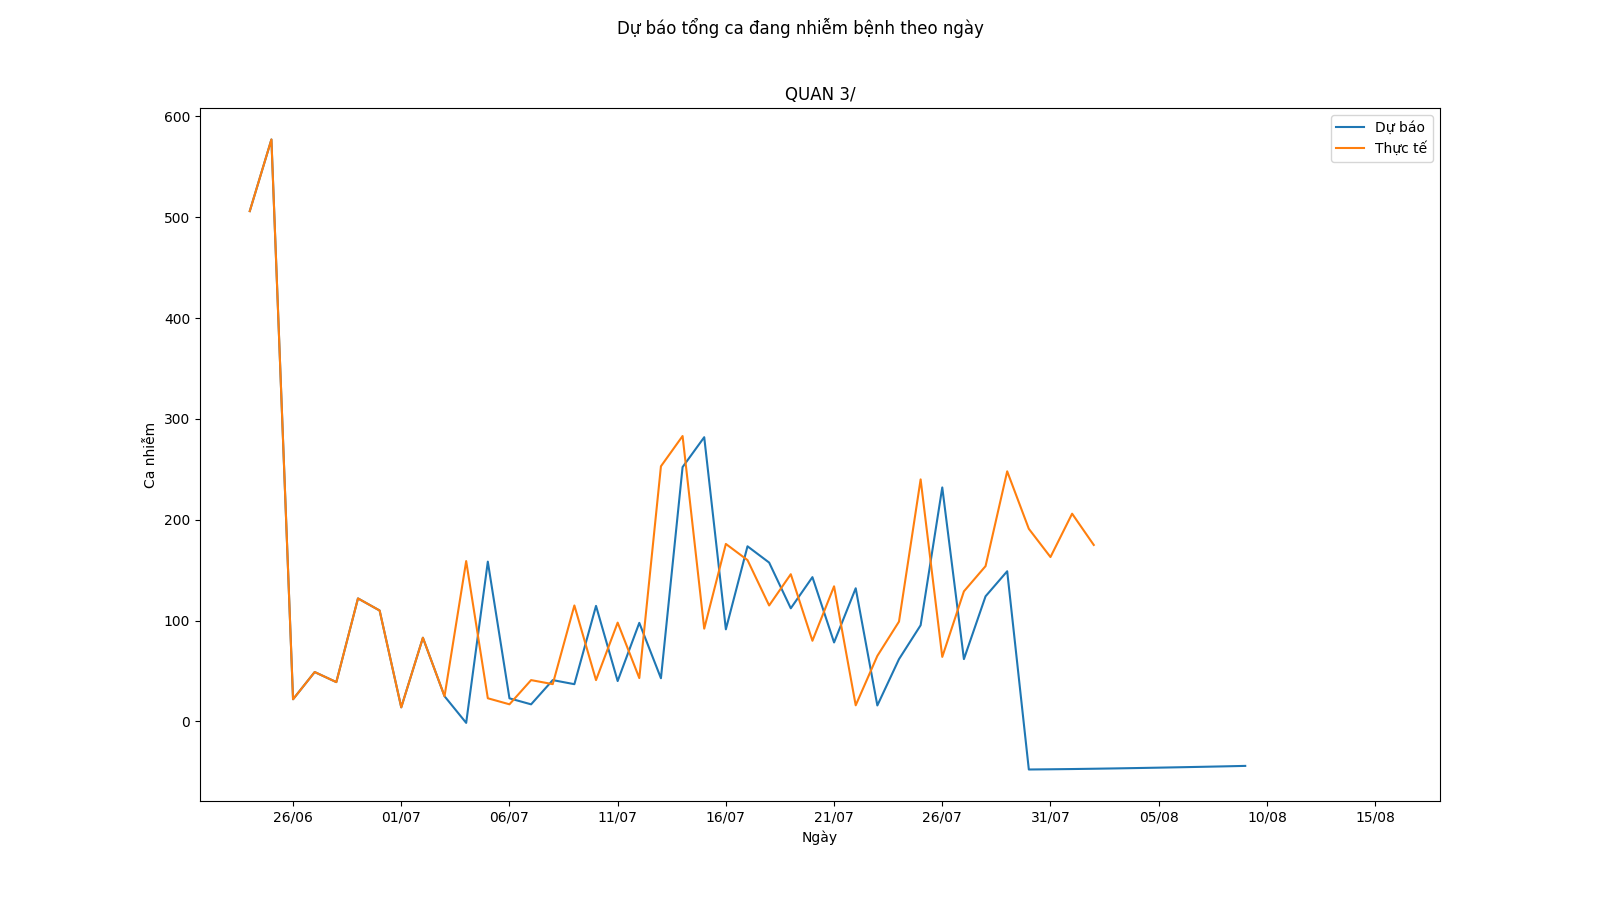 Dự báo tổng ca đang nhiễm bệnh theo ngày
QUAN 3/
600
500
400
300
200
100
0
Ca nhiễm
Dự báo
Thực tế
26/06 01/07 06/07 11/07 16/07 21/07 26/07 31/07 05/08 10/08 15/08
Ngày